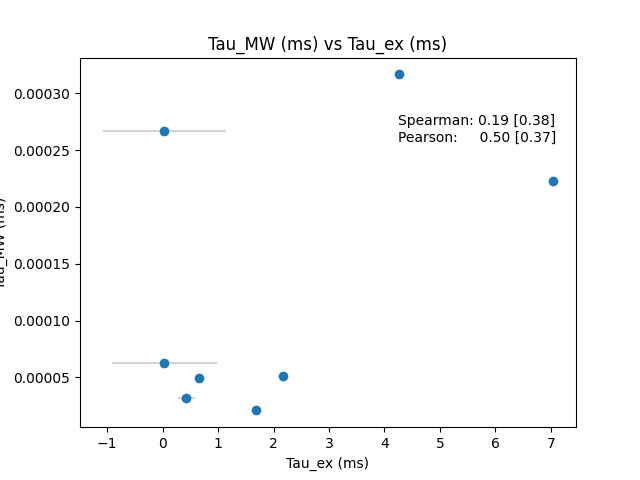 Tau_MW (ms) vs Tau_ex (ms)
0.00030
0.00025
0.00020
0.00015
0.00010
0.00005
Tau_MW (ms)
Spearman: 0.19 [0.38]
Pearson: 0.50 [0.37]
−1 0 1 2 3 4 5 6 7
Tau_ex (ms)